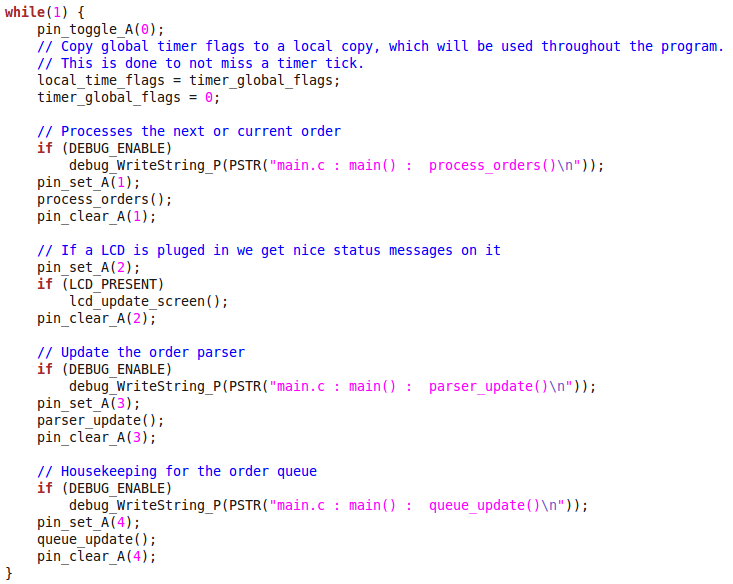 while(1) {
    pin_toggle_A(0);
    // Copy global timer flags to a local copy, which will be used throughout the program.
    // This is done to not miss a timer tick.
    local_time_flags = timer_global_flags;
    timer_global_flags = 0;

    // Processes the next or current order
    if (DEBUG_ENABLE)
        debug_WriteString_P(PSTR("main.c : main() :  process_orders()\n"));
    pin_set_A(1);
    process_orders();
    pin_clear_A(1);

    // If a LCD is pluged in we get nice status messages on it
    pin_set_A(2);
    if (LCD_PRESENT)
        lcd_update_screen();
    pin_clear_A(2);

    // Update the order parser
    if (DEBUG_ENABLE)
        debug_WriteString_P(PSTR("main.c : main() :  parser_update()\n"));
    pin_set_A(3);
    parser_update();
    pin_clear_A(3);

    // Housekeeping for the order queue
    if (DEBUG_ENABLE)
        debug_WriteString_P(PSTR("main.c : main() :  queue_update()\n"));
    pin_set_A(4);
    queue_update();
    pin_clear_A(4);
}